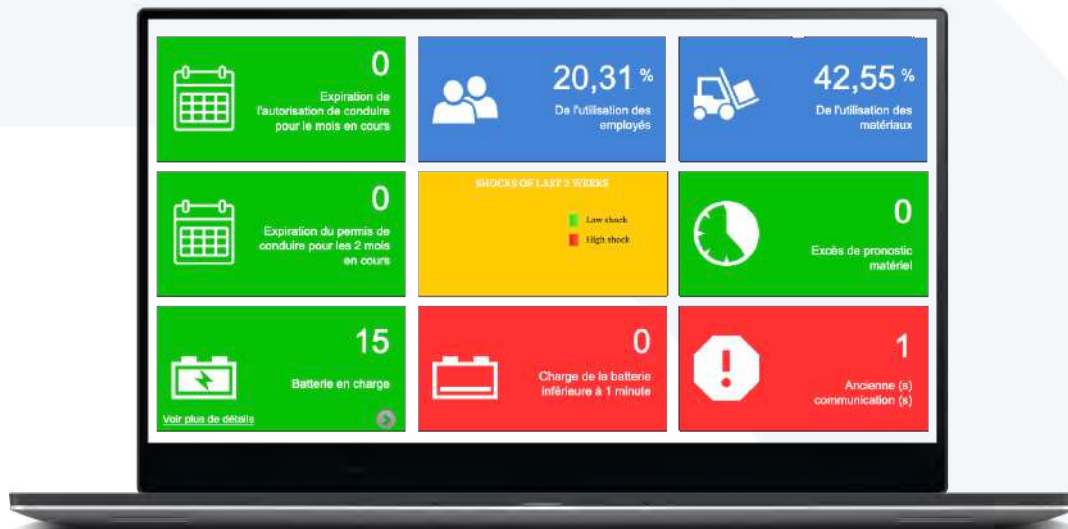 0
Expiration de
l'autorisation de conduire
pour le mois en cours
20,31 %
De l'utilisation des
employés
42,55 %
De l'utilisation des
matériaux
0
Expiration du permis de
conduire pour les 2 mois
en cours
SHOCKS OF LAST 2 WEEKS
Low shock
High shock
0
Excès de pronostic
matériel
15
Batterie en charge
Voir plus de détails
0
Charge de la batterie
inférieure à 1 minute
1
Ancienne (s)
communication (s)